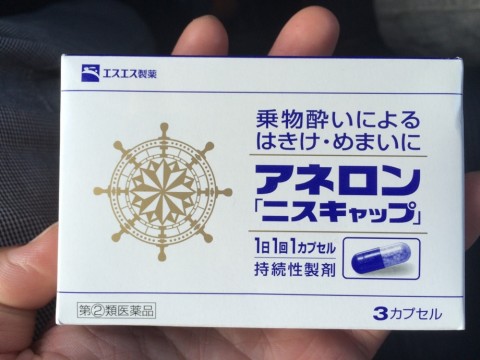 エスエス製薬
乗物酔いによる
はきけ・めまいに
アネロン
「ニスキャップ」
1日1回1カプセル
持続性製剤
指②類医薬品
3カプセル